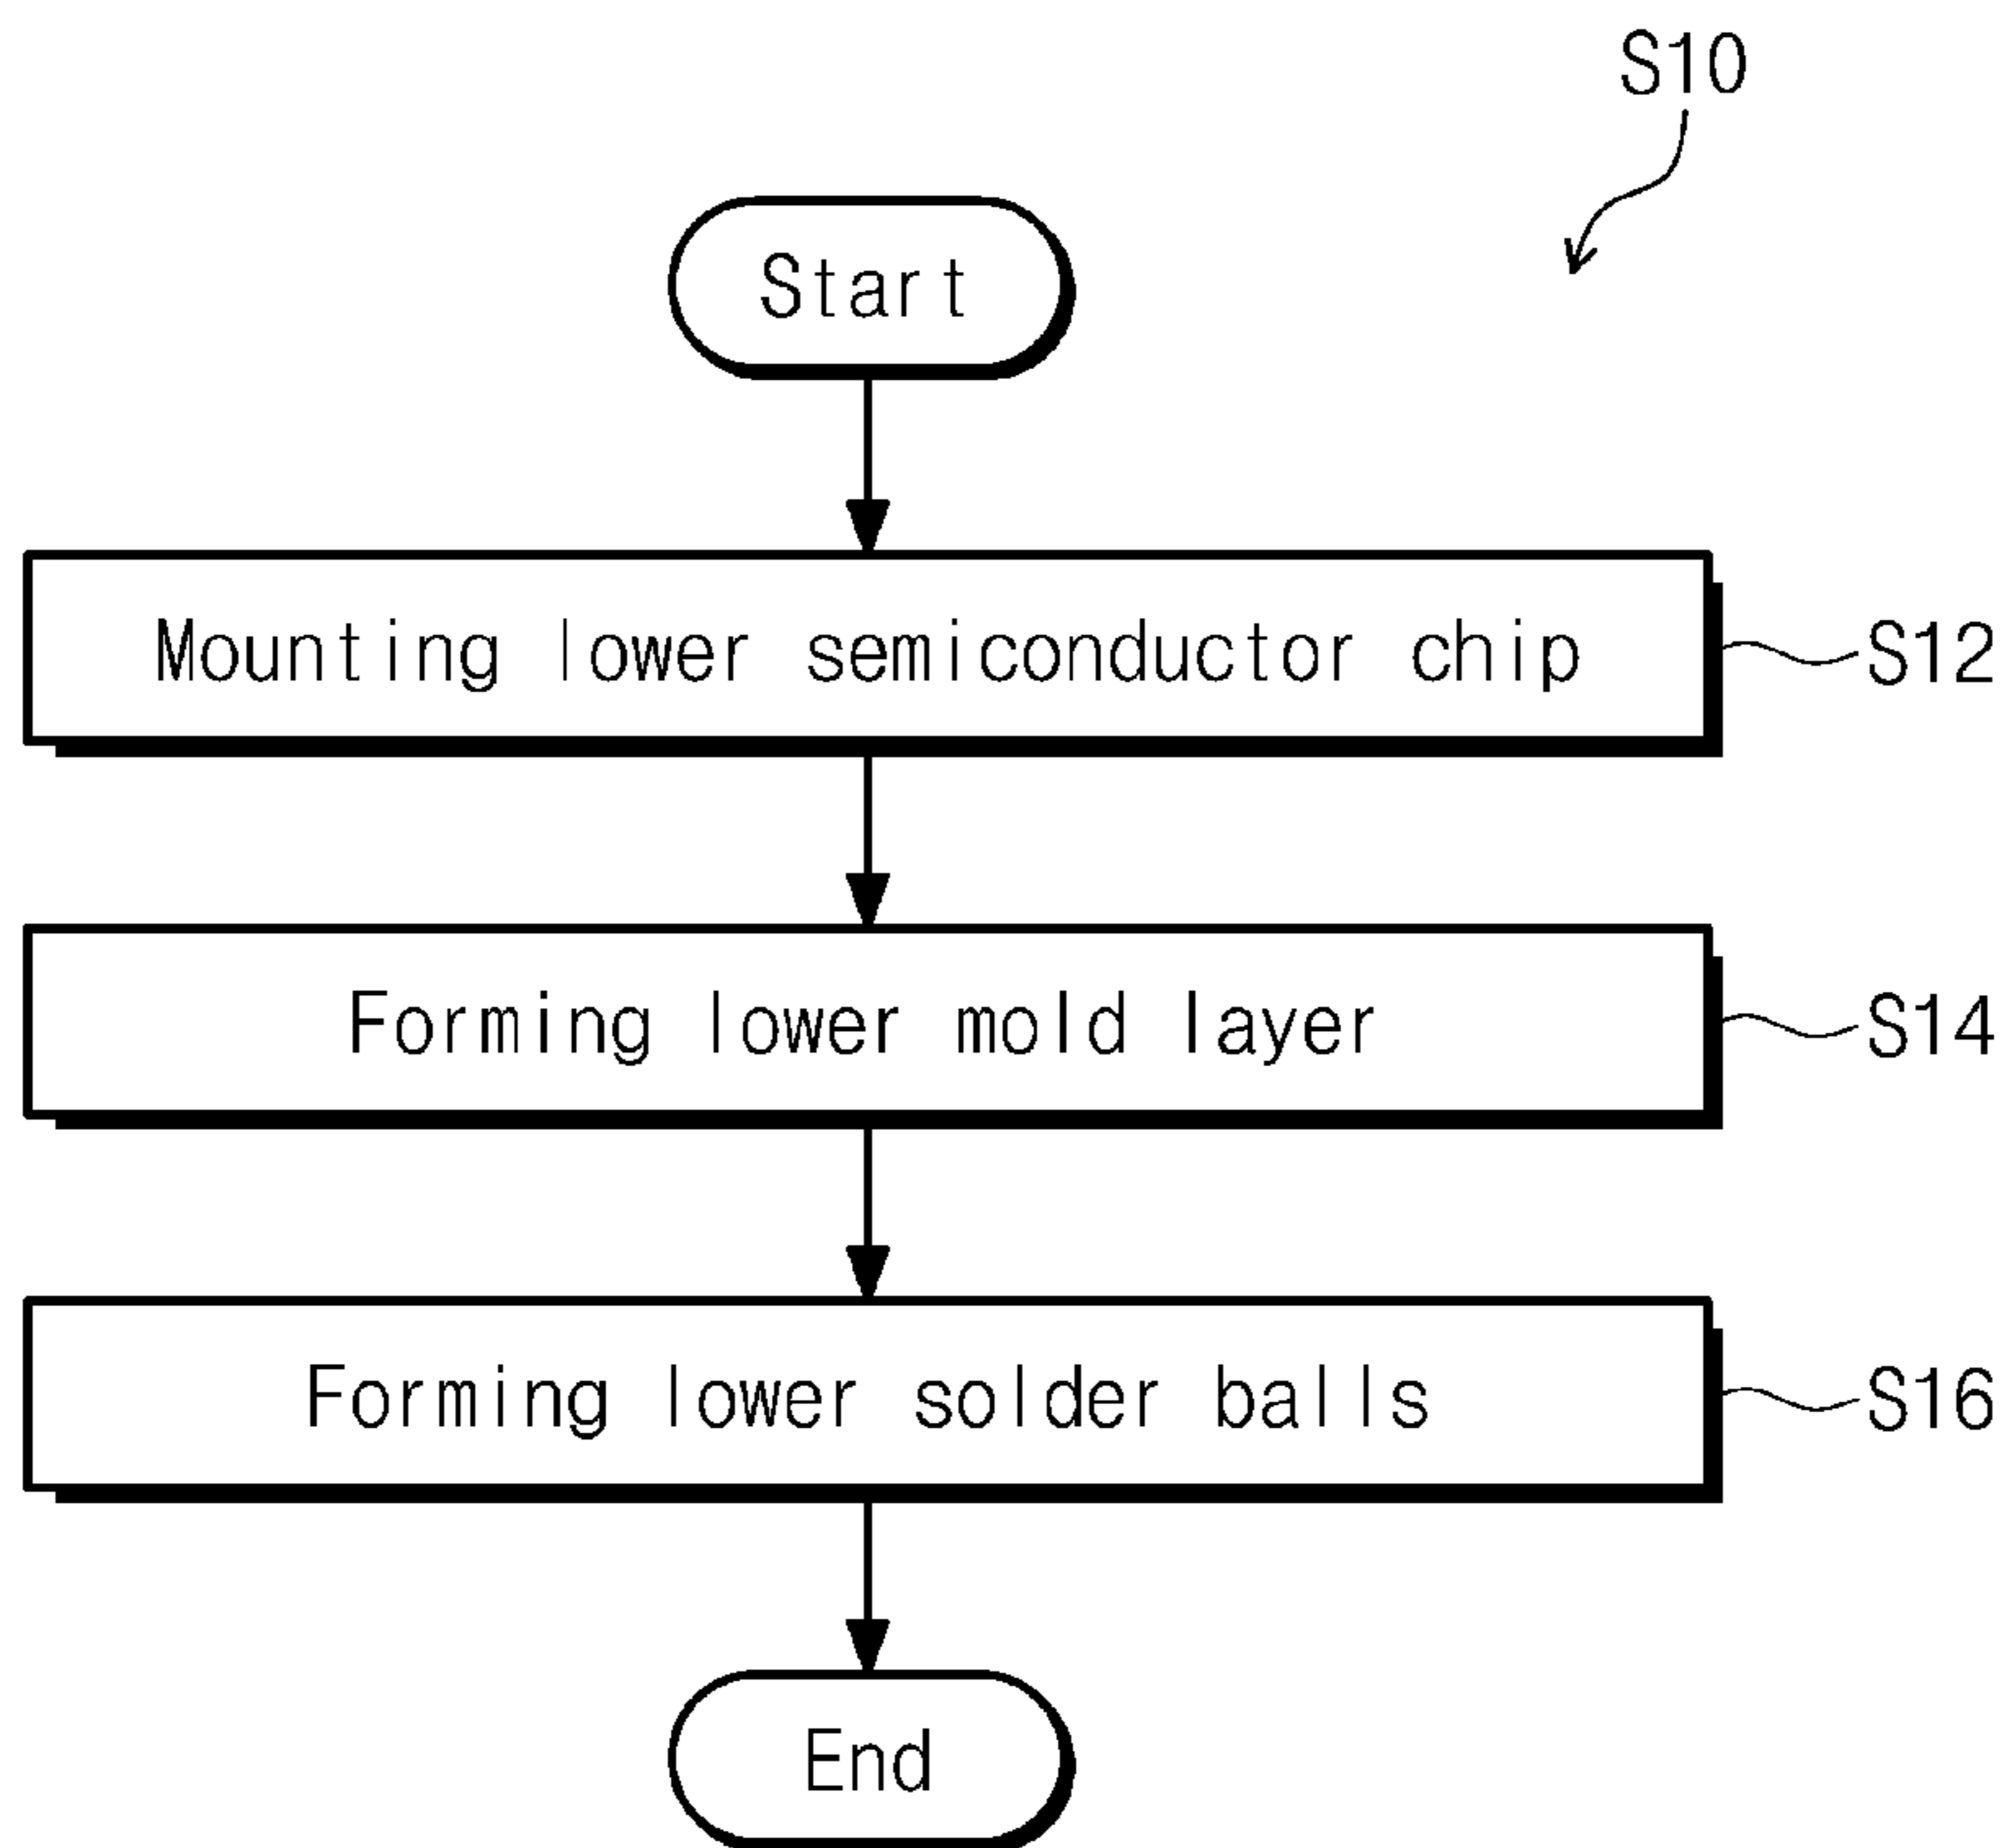 S10
Start
Mounting lower semiconductor chip
S12
Forming lower mold layer
S14
Forming lower solder balls
S16
End